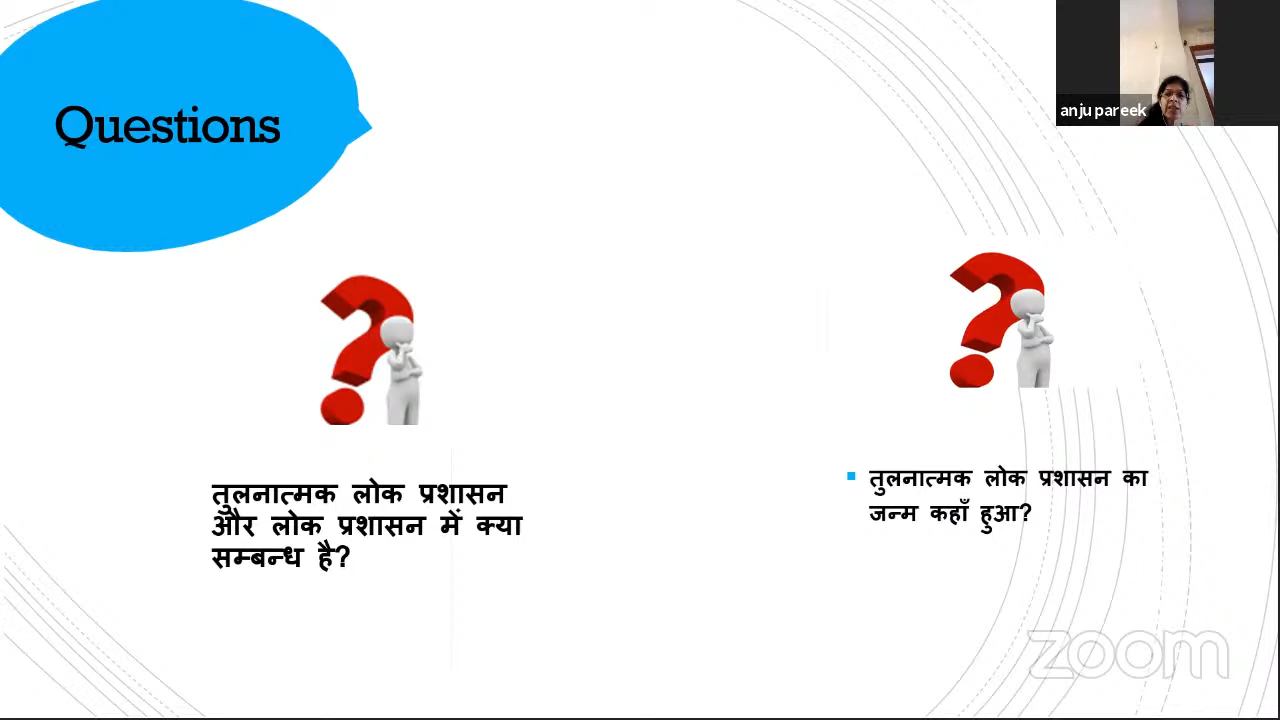 Questions
anju pareek
तुलनात्मक लोक प्रशासन
और लोक प्रशासन में क्या
सम्बन्ध है?
तुलनात्मक लोक प्रशासन का
जन्म कहाँ हुआ?
zoom